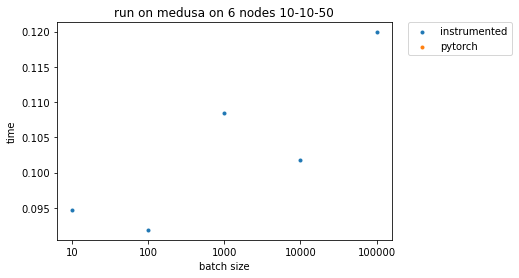 run on medusa on 6 nodes 10-10-50
instrumented
pytorch
0.120
0.115
0.110
0.105
0.100
0.095
time
10 100 1000 10000 100000
batch size